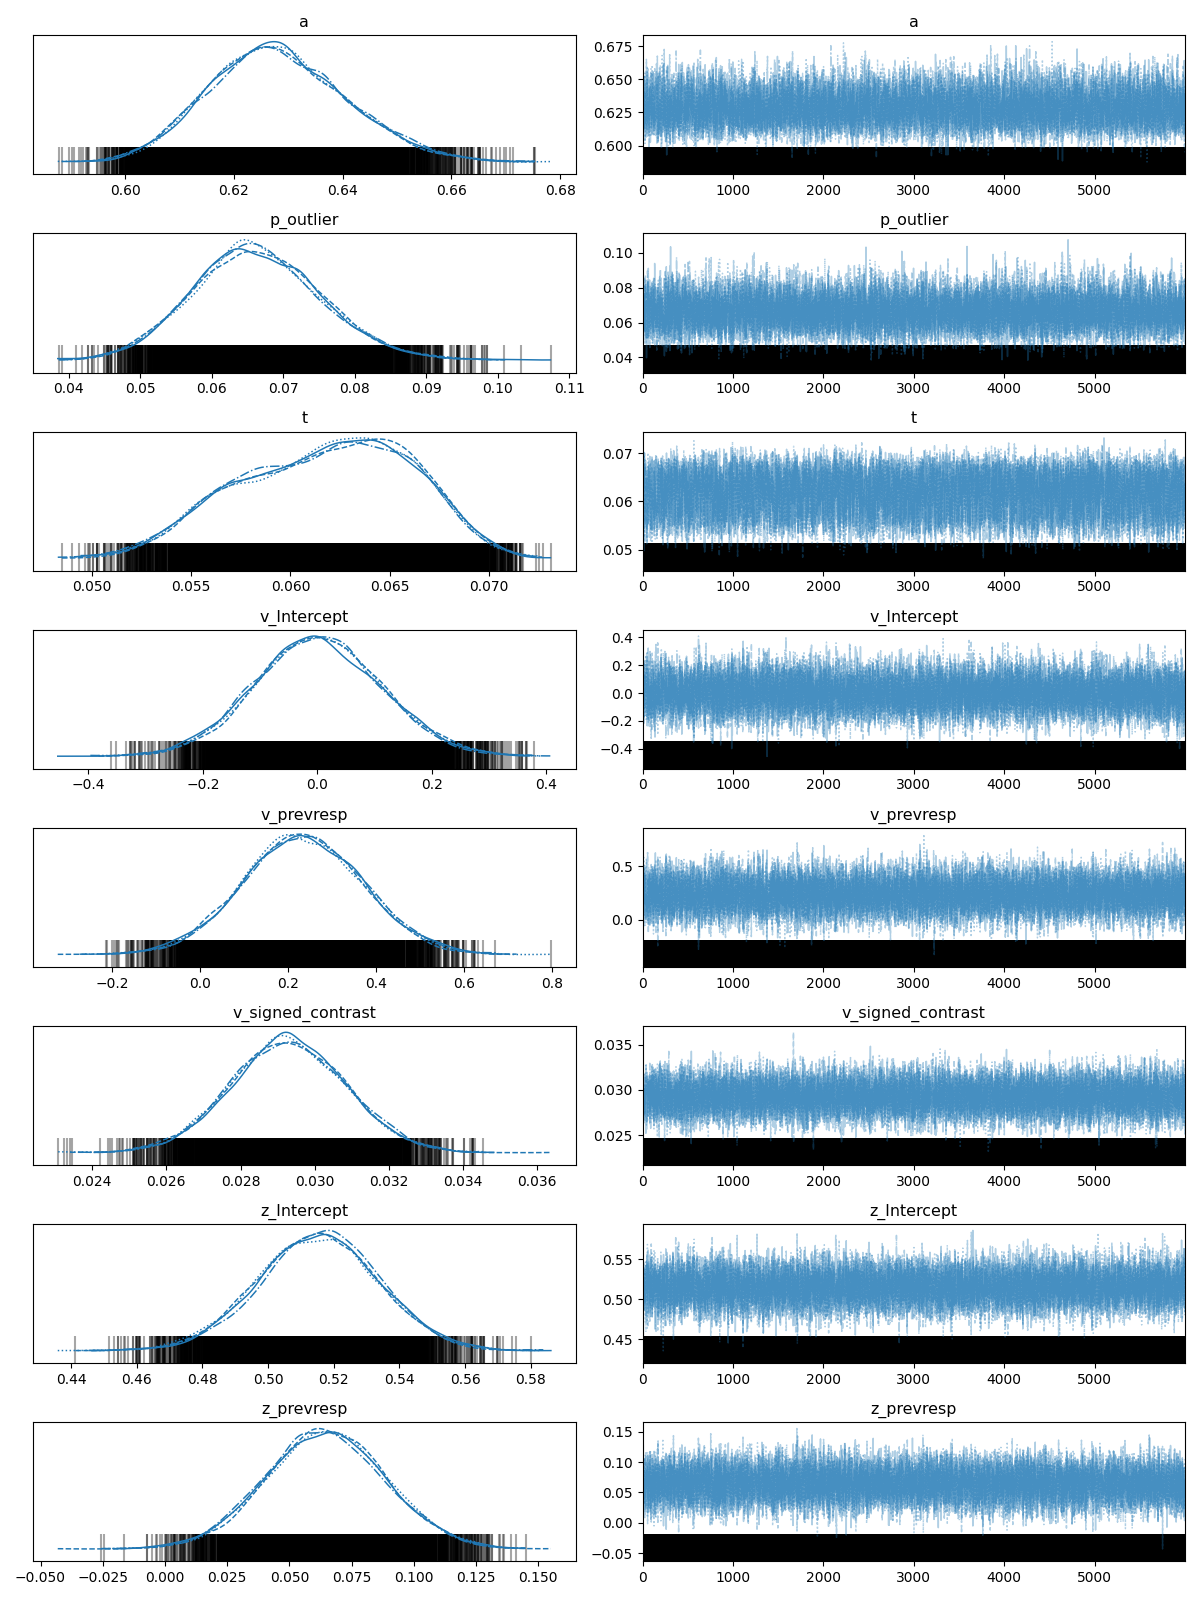 a a
0.675
0.650
0.625
0.600
0.60 0.62 0.64 0.66 0.68 0 1000 2000 3000 4000 5000
p_outlier p_outlier
0.10
0.08
0.06
0.04
0.04 0.05 0.06 0.07 0.08 0.09 0.10 0.11 0 1000 2000 3000 4000 5000
t t
0.07
0.06
0.05
0.050 0.055 0.060 0.065 0.070 0 1000 2000 3000 4000 5000
v_Intercept v_Intercept
0.4
0.2
0.0
−0.2
−0.4
−0.4 −0.2 0.0 0.2 0.4 0 1000 2000 3000 4000 5000
v_prevresp v_prevresp
0.5
0.0
−0.2 0.0 0.2 0.4 0.6 0.8 0 1000 2000 3000 4000 5000
v_signed_contrast v_signed_contrast
0.035
0.030
0.025
0.024 0.026 0.028 0.030 0.032 0.034 0.036 0 1000 2000 3000 4000 5000
z_Intercept z_Intercept
0.55
0.50
0.45
0.44 0.46 0.48 0.50 0.52 0.54 0.56 0.58 0 1000 2000 3000 4000 5000
z_prevresp z_prevresp
0.15
0.10
0.05
0.00
−0.05
−0.050 −0.025 0.000 0.025 0.050 0.075 0.100 0.125 0.150 0 1000 2000 3000 4000 5000